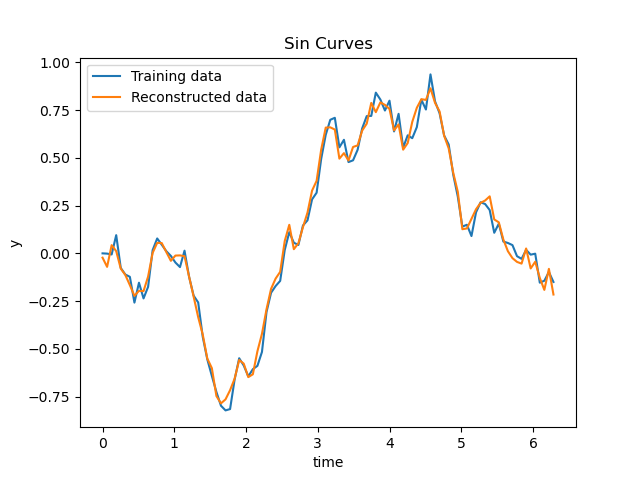 Sin Curves
Training data
Reconstructed data
1.00
0.75
0.50
0.25
0.00
−0.25
−0.50
−0.75
y
0 1 2 3 4 5 6
time